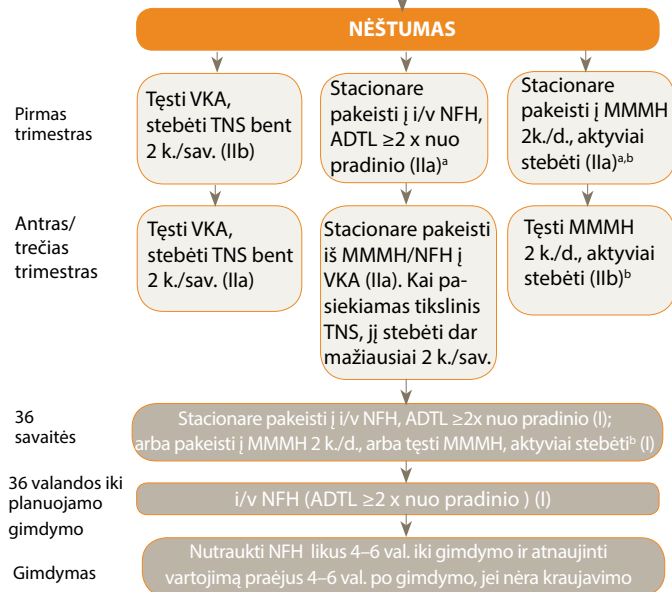 NĖŠTUMAS
Pirmas
trimestras
Tęsti VKA,
stebėti TNS bent
2 k./sav. (IIb)
Stacionare
pakeisti į i/v NFH,
ADTL ≥2 x nuo
pradinio (IIa)ᵃ
Stacionare
pakeisti į MMMH
2k./d., aktyviai
stebėti (IIa)ᵃ,ᵇ
Antras/
trečias
trimestras
Tęsti VKA,
stebėti TNS bent
2 k./sav. (IIa)
Stacionare pakeisti
iš MMMH/NFH į
VKA (IIa). Kai pa-
siekiamas tikslinis
TNS, jį stebėti dar
mažiausiai 2 k./sav.
Tęsti MMMH
2 k./d., aktyviai
stebėti (IIb)ᵇ
36
savaitės
Stacionare pakeisti į i/v NFH, ADTL ≥2x nuo pradinio (I);
arba pakeisti į MMMH 2 k./d., arba tęsti MMMH, aktyviai stebėtiᵇ (I)
36 valandos iki
planuojamo
gimdymo
i/v NFH (ADTL ≥2 x nuo pradinio ) (I)
Gimdymas
Nutraukti NFH likus 4–6 val. iki gimdymo ir atnaujinti
vartojimą praėjus 4–6 val. po gimdymo, jei nėra kraujavimo